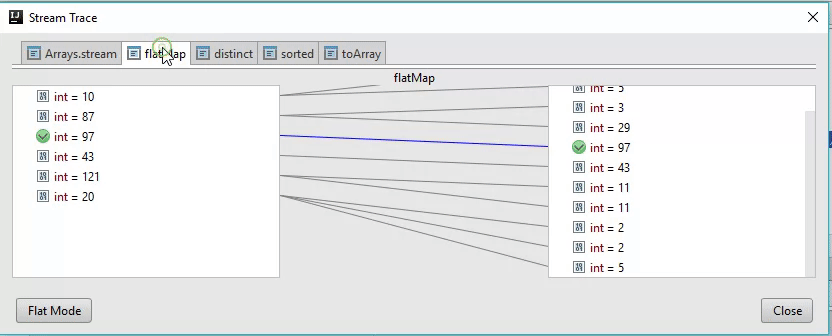 Stream Trace
Arrays.stream flatMap distinct sorted toArray
flatMap
int = 10
int = 87
int = 97
int = 43
int = 121
int = 20
int = 5
int = 3
int = 29
int = 97
int = 43
int = 11
int = 11
int = 2
int = 2
int = 5
Flat Mode
Close